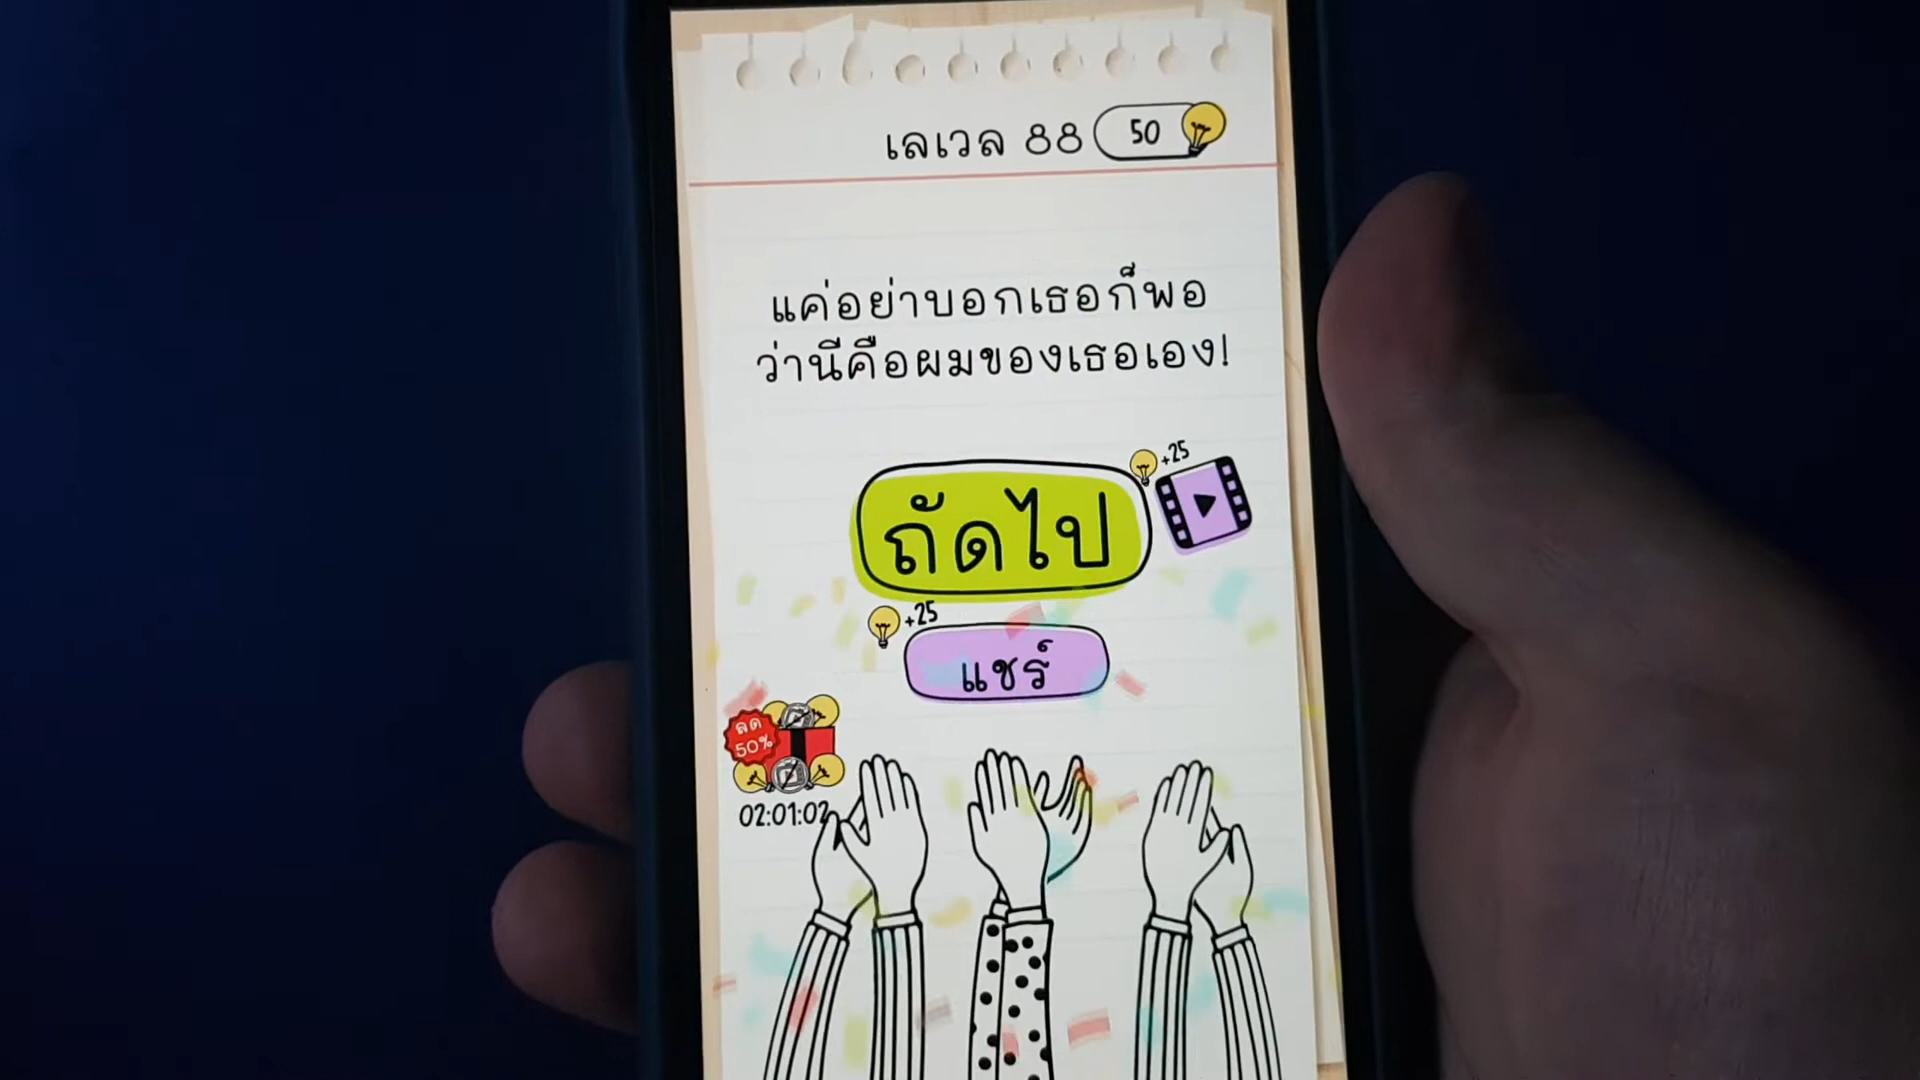 เลเวล 88
50
แค่อย่าบอกเธอก็พอ
ว่านีคือผมของเธอเอง!
+25
ถัดไป
+25
แชร์
ลด
50%
02:01:02